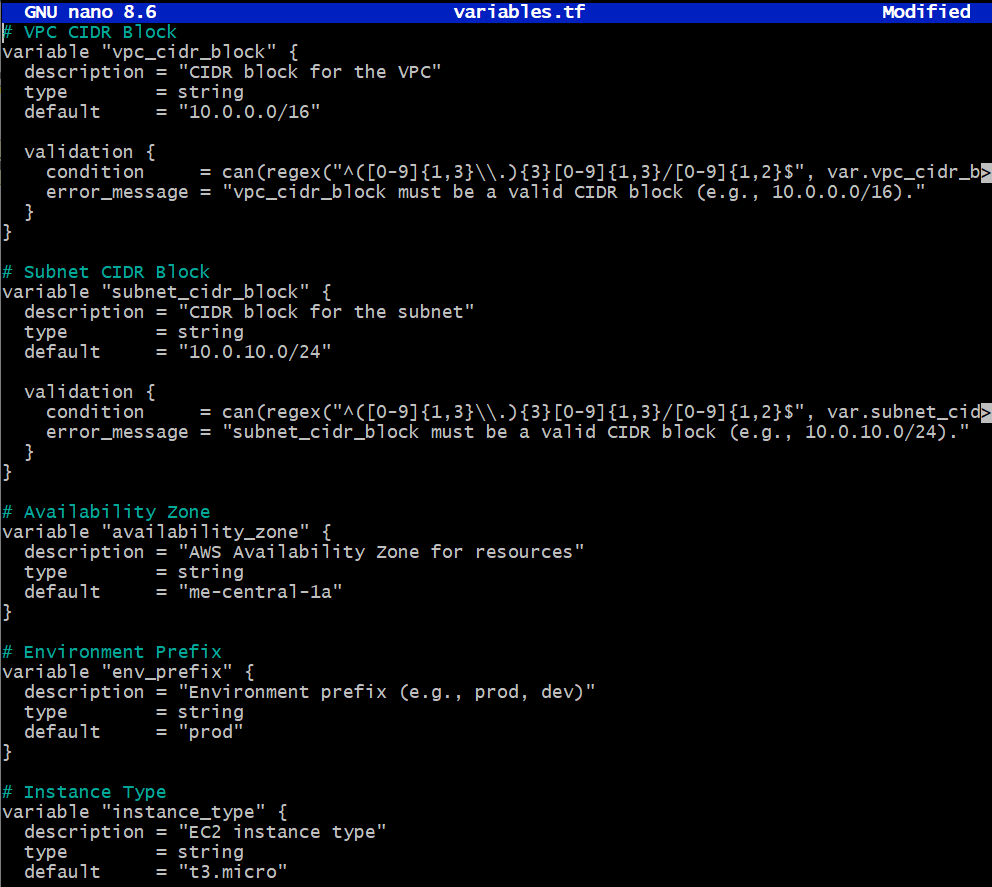 GNU nano 8.6 variables.tf Modified
# VPC CIDR Block
variable "vpc_cidr_block" {
  description = "CIDR block for the VPC"
  type        = string
  default     = "10.0.0.0/16"

  validation {
    condition     = can(regex("^([0-9]{1,3}\\.){3}[0-9]{1,3}/[0-9]{1,2}$", var.vpc_cidr_b>
    error_message = "vpc_cidr_block must be a valid CIDR block (e.g., 10.0.0.0/16)."
  }
}

# Subnet CIDR Block
variable "subnet_cidr_block" {
  description = "CIDR block for the subnet"
  type        = string
  default     = "10.0.10.0/24"

  validation {
    condition     = can(regex("^([0-9]{1,3}\\.){3}[0-9]{1,3}/[0-9]{1,2}$", var.subnet_cid>
    error_message = "subnet_cidr_block must be a valid CIDR block (e.g., 10.0.10.0/24)."
  }
}

# Availability Zone
variable "availability_zone" {
  description = "AWS Availability Zone for resources"
  type        = string
  default     = "me-central-1a"
}

# Environment Prefix
variable "env_prefix" {
  description = "Environment prefix (e.g., prod, dev)"
  type        = string
  default     = "prod"
}

# Instance Type
variable "instance_type" {
  description = "EC2 instance type"
  type        = string
  default     = "t3.micro"